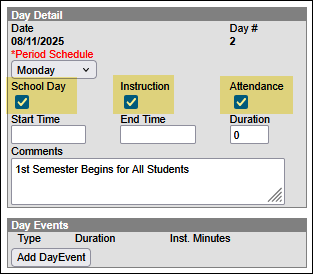 Day Detail
Date Day #
08/11/2025 2
*Period Schedule
Monday
School Day Instruction Attendance
Start Time End Time Duration
0
Comments
1st Semester Begins for All Students
Day Events
Type Duration Inst. Minutes
Add DayEvent